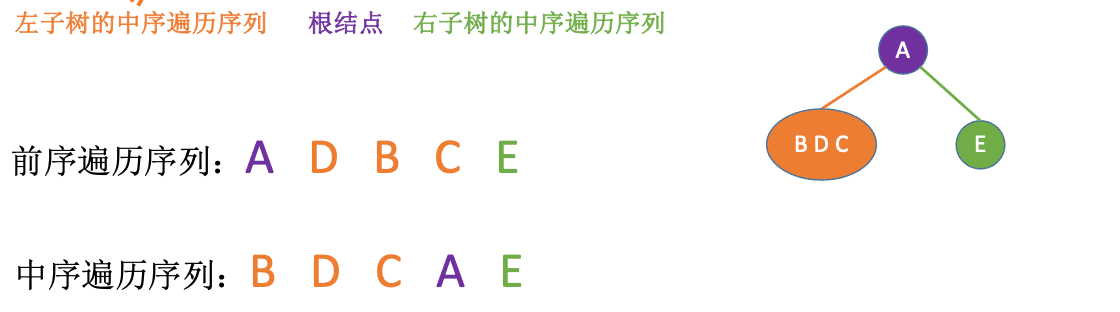 左子树的中序遍历序列 根结点 右子树的中序遍历序列
A
B D C E
前序遍历序列：A D B C E
中序遍历序列：B D C A E